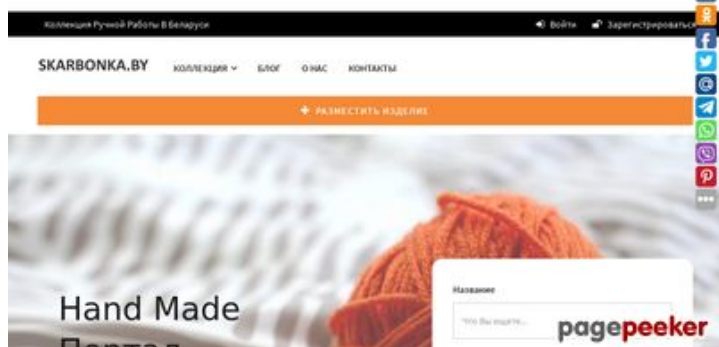 Коллекция Ручной Работы В Беларуси
Войти
Зарегистрироваться
SKARBONKA.BY
КОЛЛЕКЦИЯ
БЛОГ
О НАС
КОНТАКТЫ
+ РАЗМЕСТИТЬ ИЗДЕЛИЕ
Hand Made
Портал
Название
Что Вы ищете...
pagepeeker